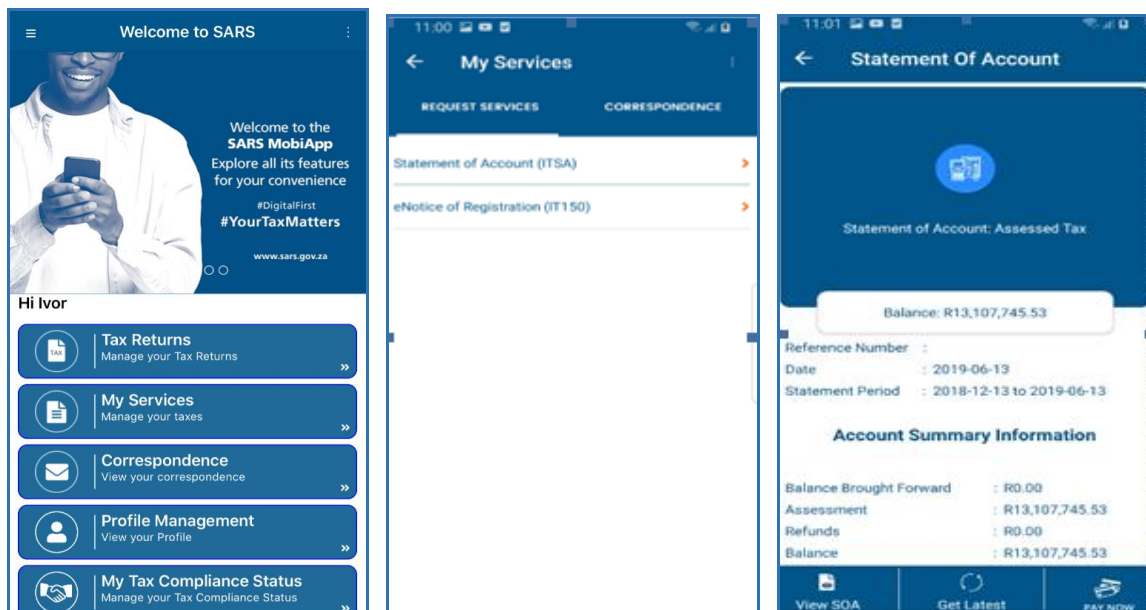 Welcome to SARS
Welcome to the
SARS MobiApp
Explore all its features
for your convenience
#DigitalFirst
#YourTaxMatters
www.sars.gov.za
Hi Ivor
TAX
Tax Returns
Manage your Tax Returns
My Services
Manage your taxes
Correspondence
View your correspondence
Profile Management
View your Profile
My Tax Compliance Status
Manage your Tax Compliance Status
11:00
My Services
REQUEST SERVICES CORRESPONDENCE
Statement of Account (ITSA)
eNotice of Registration (IT150)
11:01
Statement Of Account
Statement of Account: Assessed Tax
Balance: R13,107,745.53
Reference Number :
Date : 2019-06-13
Statement Period : 2018-12-13 to 2019-06-13
Account Summary Information
Balance Brought Forward : R0.00
Assessment : R13,107,745.53
Refunds : R0.00
Balance : R13,107,745.53
View SOA Get Latest PAY NOW